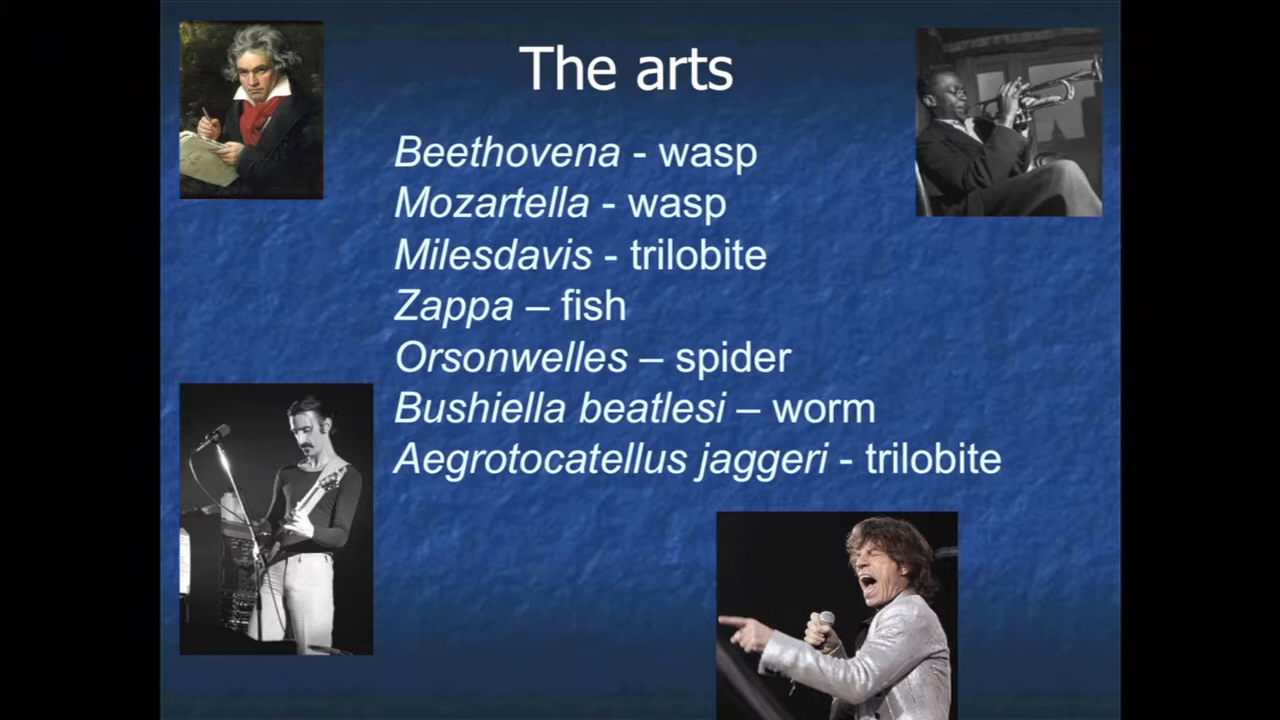 The arts
Beethovena - wasp
Mozartella - wasp
Milesdavis - trilobite
Zappa – fish
Orsonwelles – spider
Bushiella beatlesi – worm
Aegrotocatellus jaggeri - trilobite